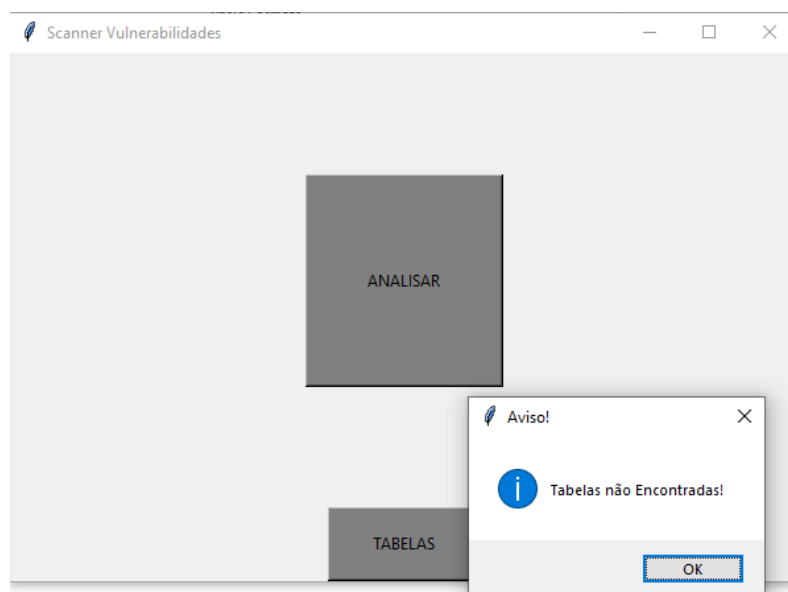 Scanner Vulnerabilidades
ANALISAR
Aviso!
Tabelas não Encontradas!
TABELAS
OK